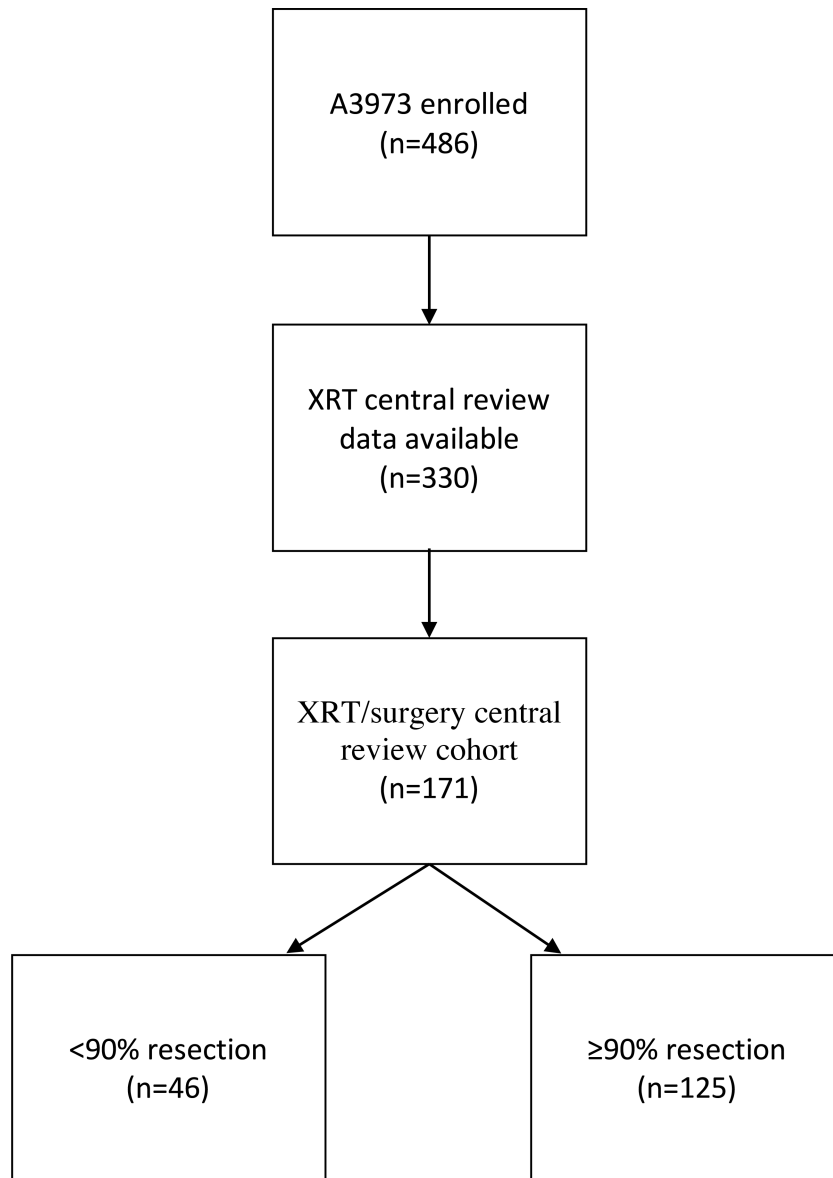 A3973 enrolled
(n=486)
XRT central review
data available
(n=330)
XRT/surgery central
review cohort
(n=171)
<90% resection
(n=46)
≥90% resection
(n=125)